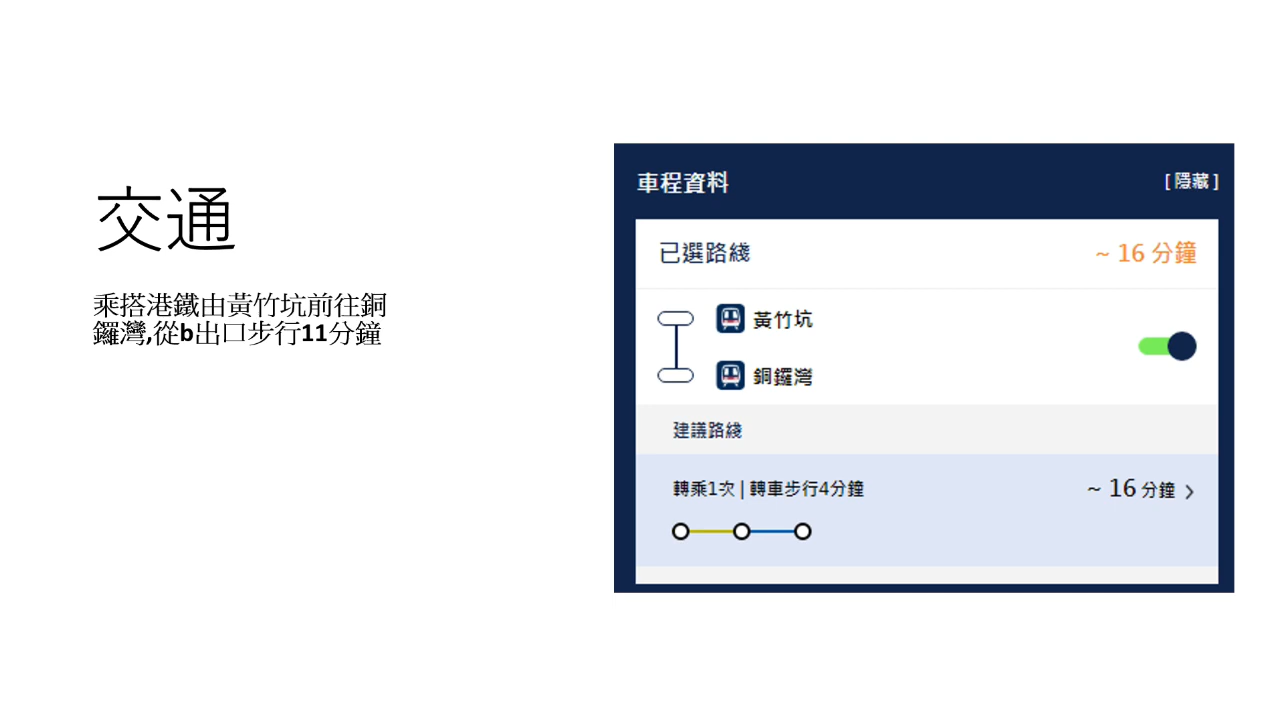 交通
乘搭港鐵由黃竹坑前往銅
鑼灣,從b出口步行11分鐘
車程資料 [隱藏]
已選路綫 ~ 16 分鐘
黃竹坑
銅鑼灣
建議路綫
轉乘1次 | 轉車步行4分鐘 ~ 16 分鐘